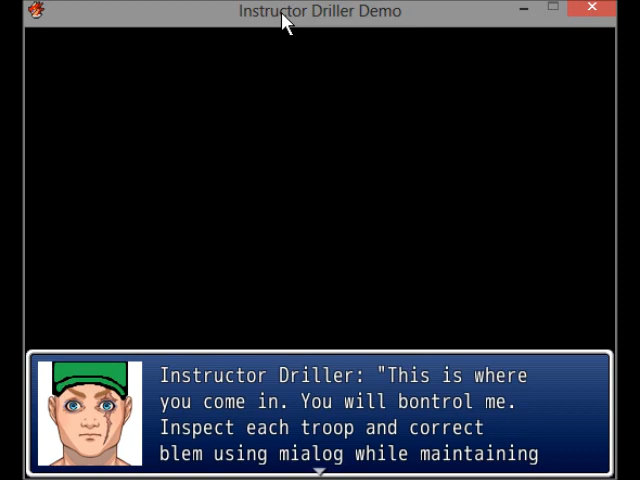 Instructor Driller Demo
Instructor Driller: "This is where
you come in. You will bontrol me.
Inspect each troop and correct
blem using mialog while maintaining